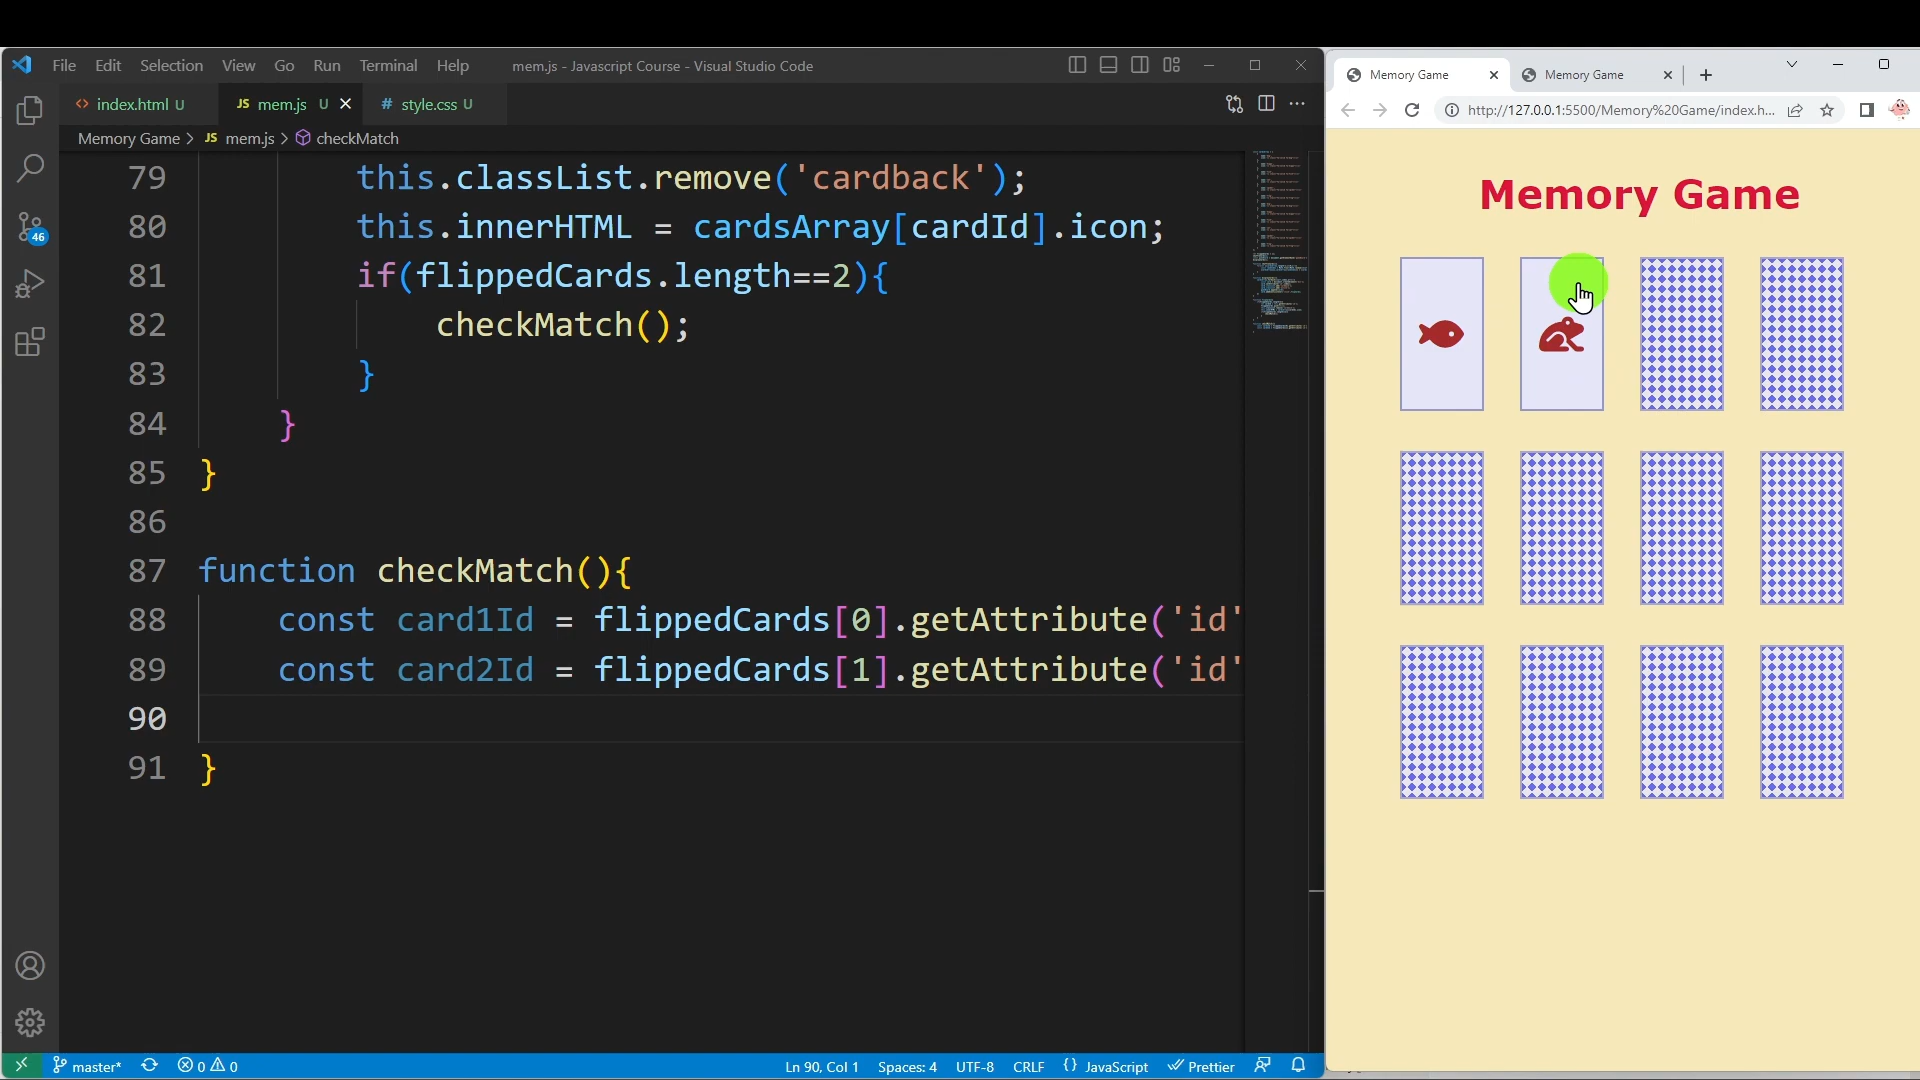 File Edit Selection View Go Run Terminal Help mem.js - Javascript Course - Visual Studio Code
index.html U JS mem.js U # style.css U
Memory Game > JS mem.js > checkMatch
79 this.classList.remove('cardback');
80 this.innerHTML = cardsArray[cardId].icon;
81 if(flippedCards.length==2){
82 checkMatch();
83 }
84 }
85 }
86
87 function checkMatch(){
88 const card1Id = flippedCards[0].getAttribute('id'
89 const card2Id = flippedCards[1].getAttribute('id'
90
91 }
46
master* 0 0 Ln 90, Col 1 Spaces: 4 UTF-8 CRLF {} JavaScript Prettier
Memory Game Memory Game
http://127.0.0.1:5500/Memory%20Game/index.h...
Memory Game